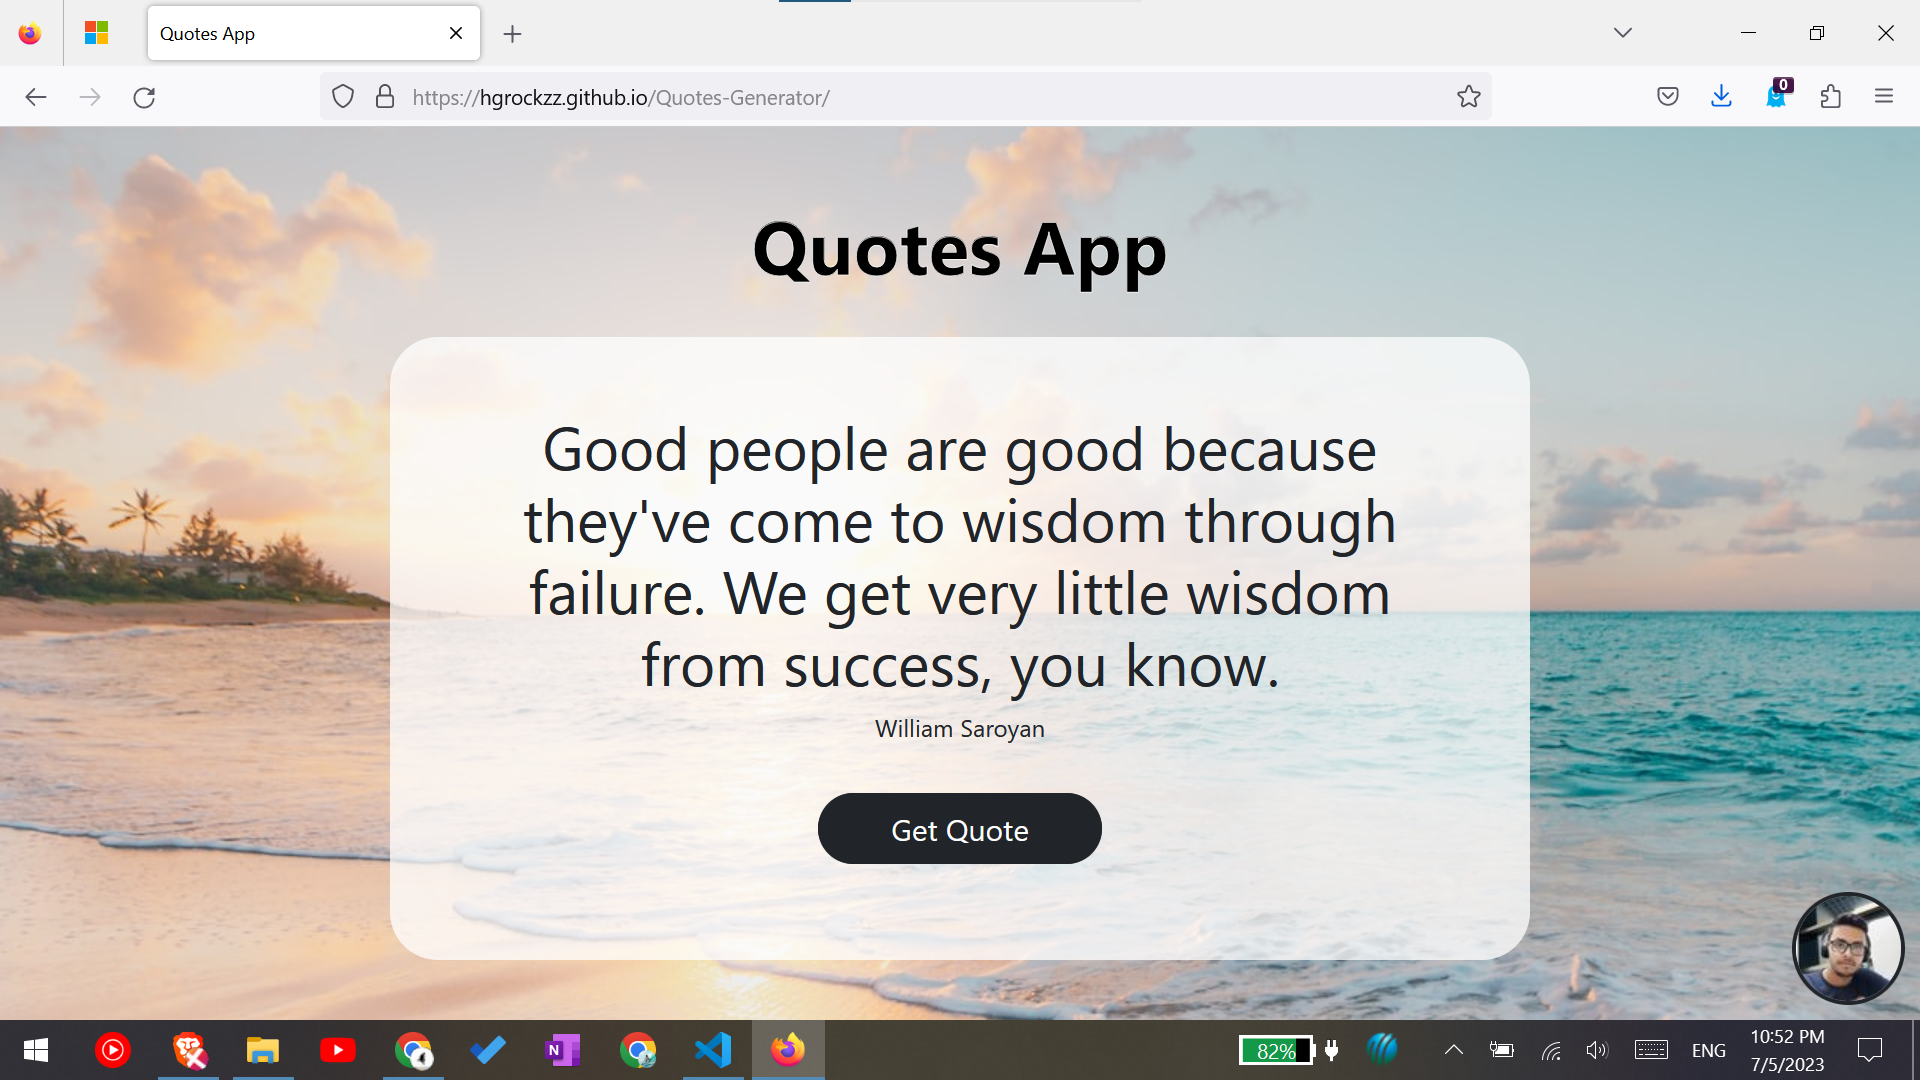 Quotes App
https://hgrockzz.github.io/Quotes-Generator/
0
Quotes App
Good people are good because
they've come to wisdom through
failure. We get very little wisdom
from success, you know.
William Saroyan
Get Quote
N
82%
ENG
10:52 PM
7/5/2023